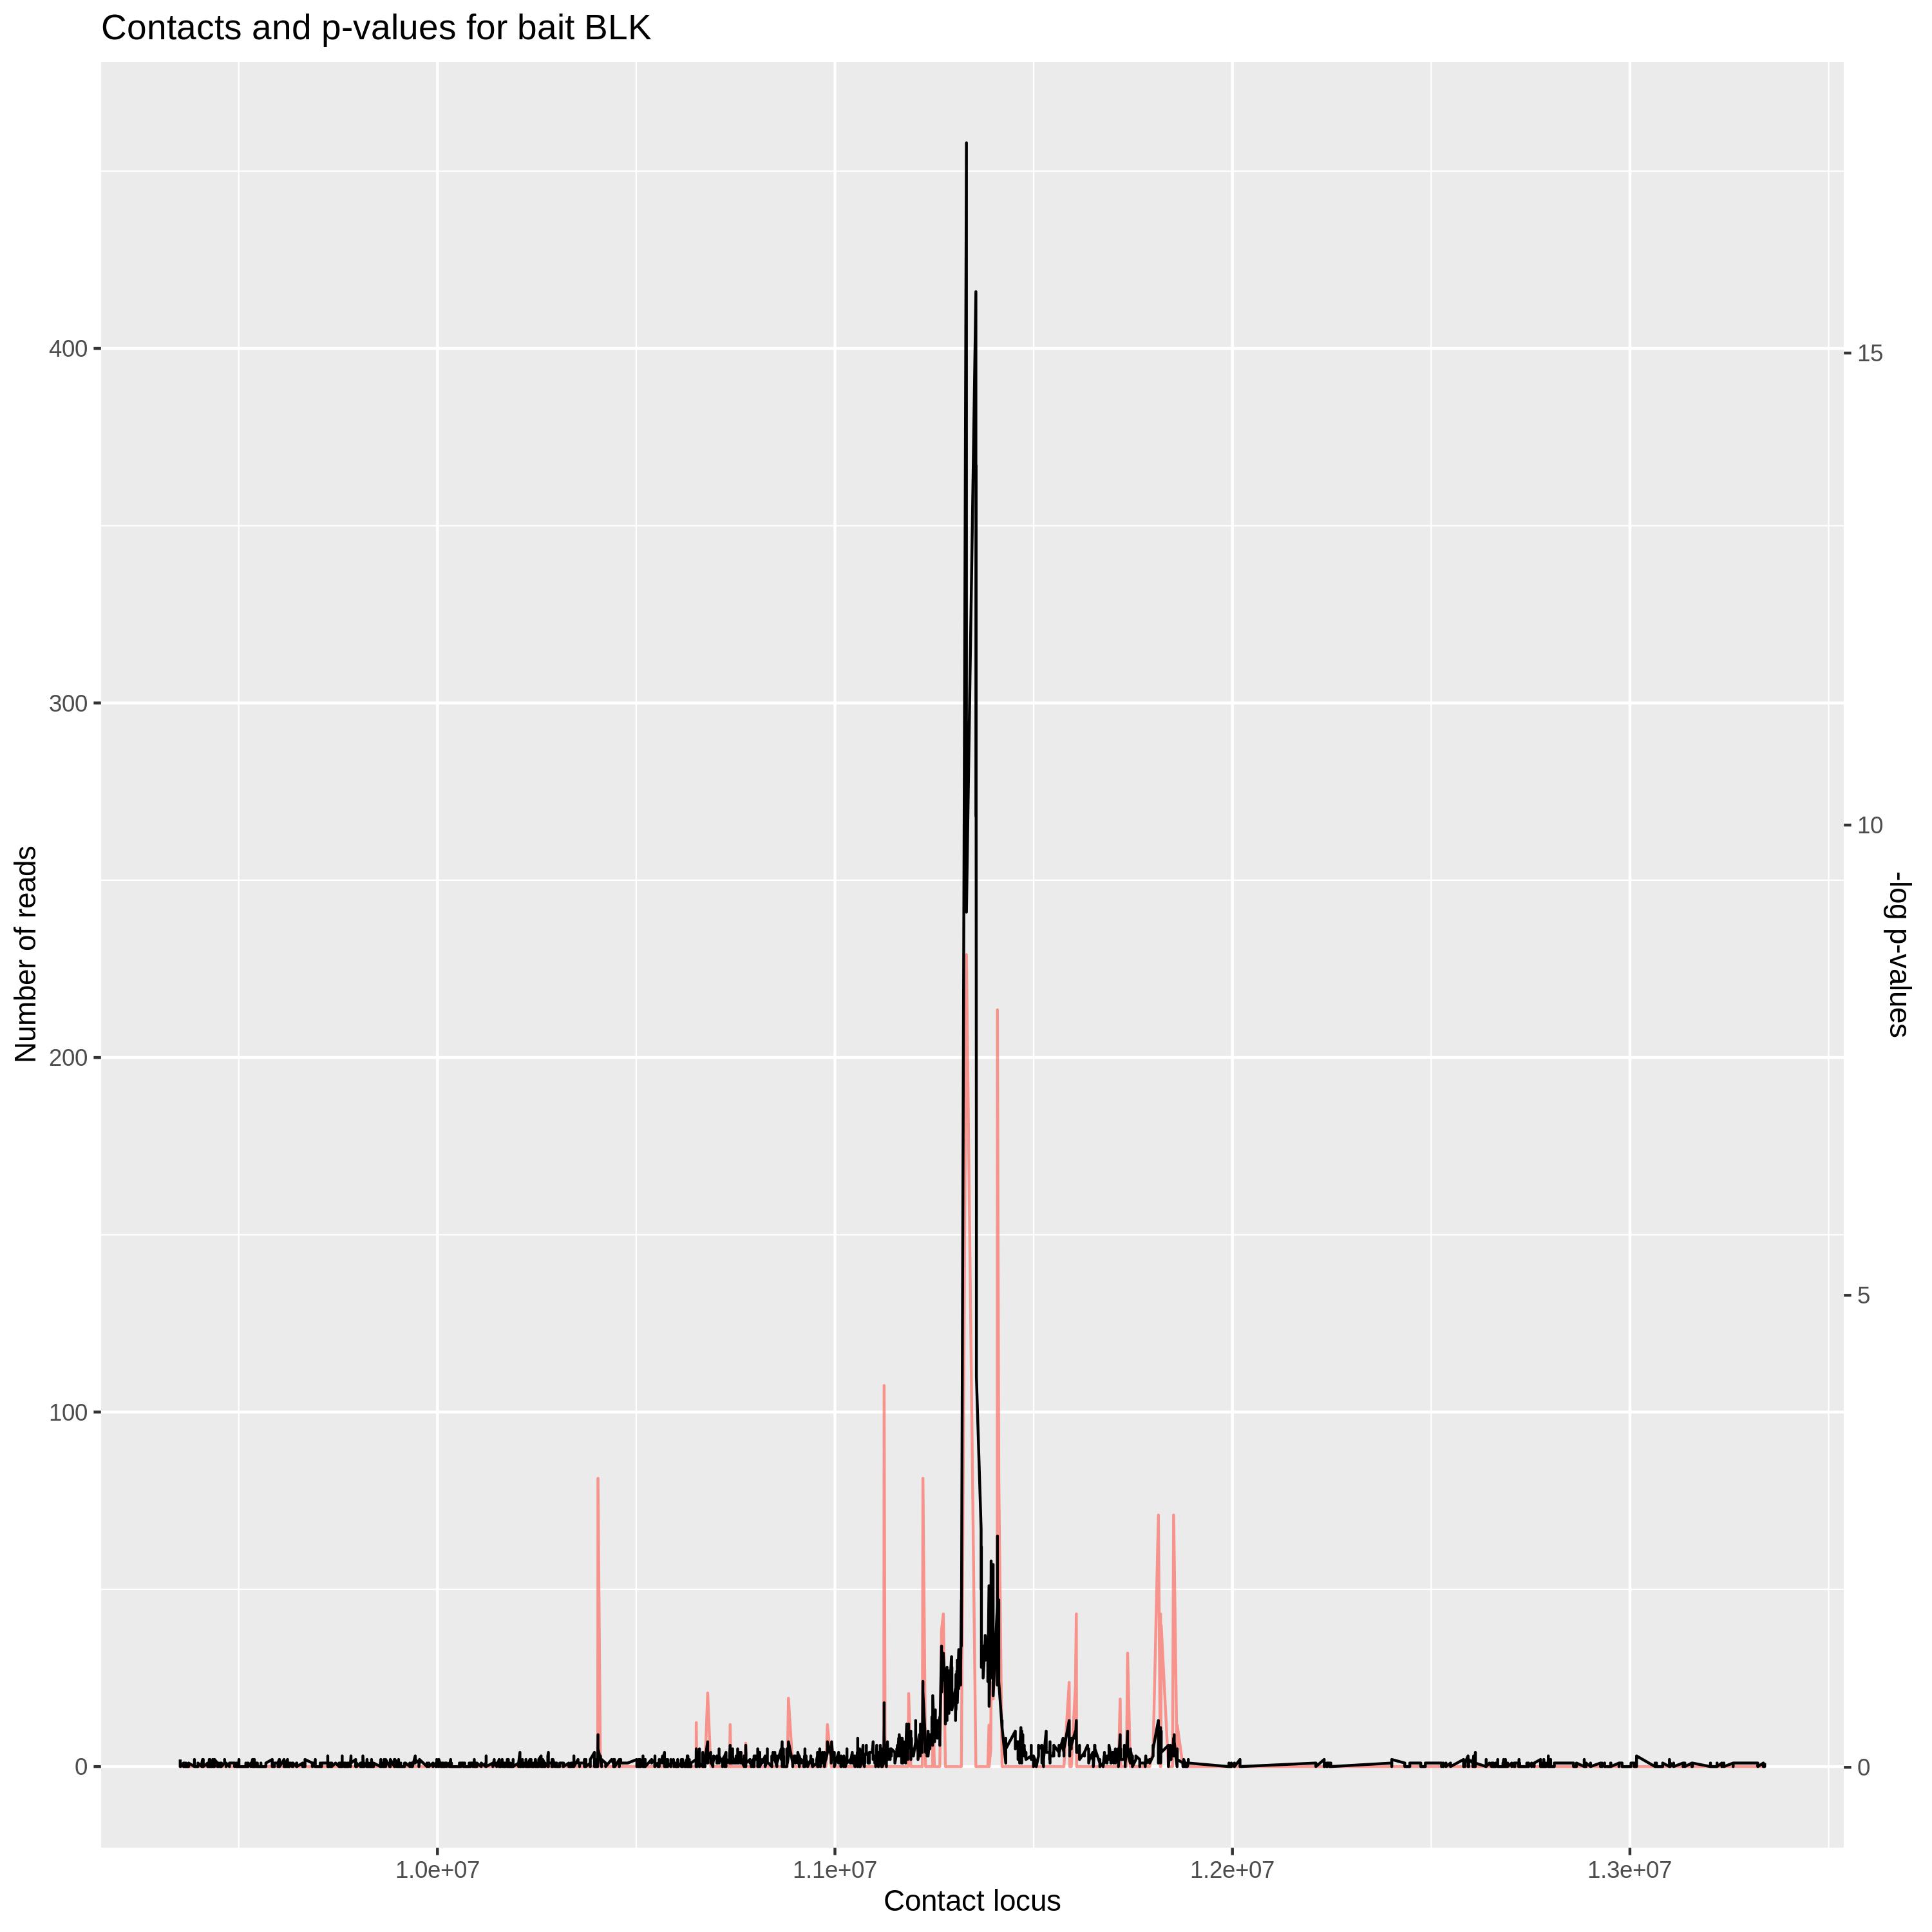 Contacts and p-values for bait BLK
Number of reads
400
300
200
100
0
15
10
5
0
-log p-values
1.0e+07
1.1e+07
1.2e+07
1.3e+07
Contact locus